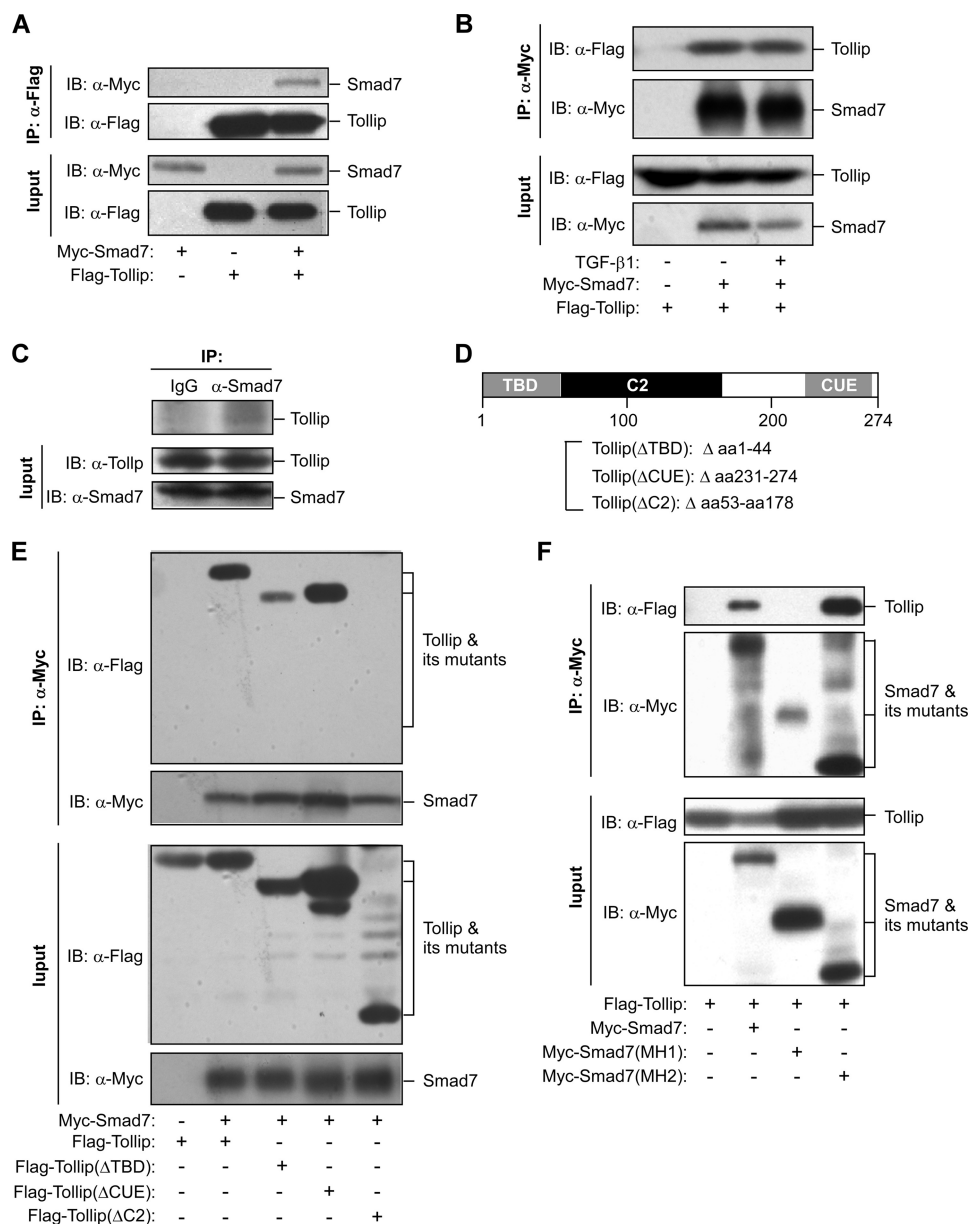 A
IP: α-Flag
IB: α-Myc
Smad7
IB: α-Flag
Tollip
Iuput
IB: α-Myc
Smad7
IB: α-Flag
Tollip
Myc-Smad7: + - +
Flag-Tollip: - + +
B
IP: α-Myc
IB: α-Flag
Tollip
IB: α-Myc
Smad7
Iuput
IB: α-Flag
Tollip
IB: α-Myc
Smad7
TGF-β1: - - +
Myc-Smad7: - + +
Flag-Tollip: + + +
C
IP:
IgG α-Smad7
Tollip
Iuput
IB: α-Tollp
Tollip
IB: α-Smad7
Smad7
D
TBD C2 CUE
1 100 200 274
Tollip(ΔTBD): Δ aa1-44
Tollip(ΔCUE): Δ aa231-274
Tollip(ΔC2): Δ aa53-aa178
E
IP: α-Myc
IB: α-Flag
Tollip &
its mutants
IB: α-Myc
Smad7
Iuput
IB: α-Flag
Tollip &
its mutants
IB: α-Myc
Smad7
Myc-Smad7: - + + + +
Flag-Tollip: + + - - -
Flag-Tollip(ΔTBD): - - + - -
Flag-Tollip(ΔCUE): - - - + -
Flag-Tollip(ΔC2): - - - - +
F
IP: α-Myc
IB: α-Flag
Tollip
IB: α-Myc
Smad7 &
its mutants
Iuput
IB: α-Flag
Tollip
IB: α-Myc
Smad7 &
its mutants
Flag-Tollip: + + + +
Myc-Smad7: - + - -
Myc-Smad7(MH1): - - + -
Myc-Smad7(MH2): - - - +